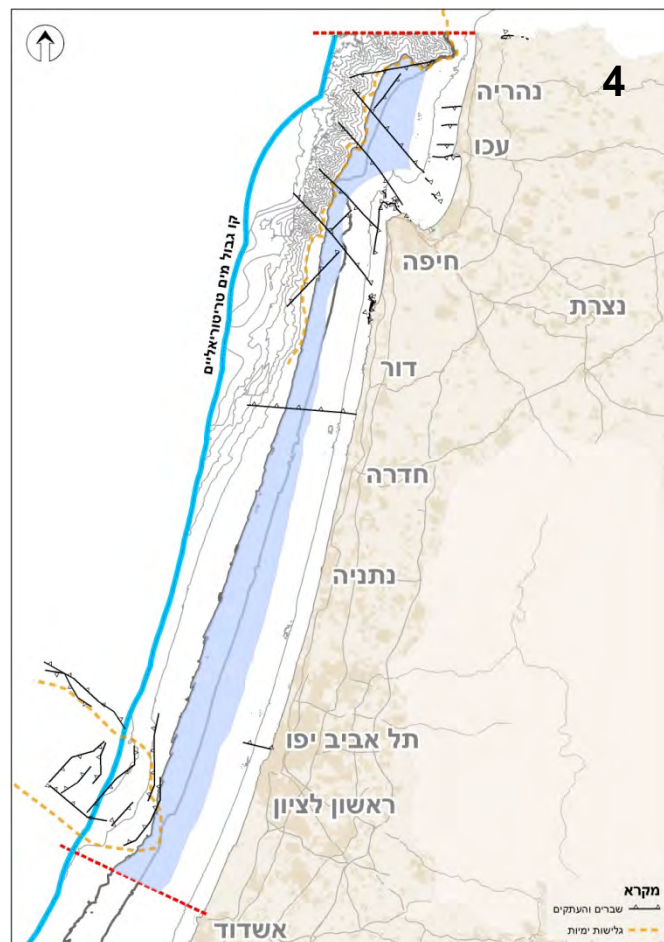 4
נהריה
עכו
חיפה
נצרת
קו גבול מים טריטוריאליים
דור
חדרה
נתניה
תל אביב יפו
ראשון לציון
אשדוד
מקרא
שברים והעתקים
גלישות ימיות